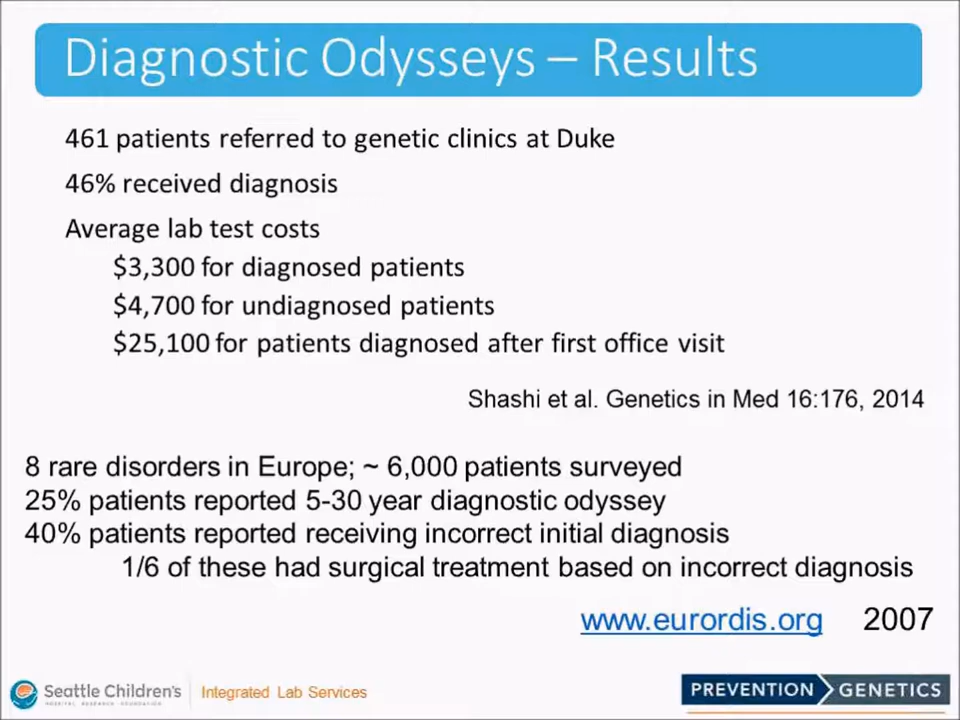 Diagnostic Odysseys – Results
461 patients referred to genetic clinics at Duke
46% received diagnosis
Average lab test costs
$3,300 for diagnosed patients
$4,700 for undiagnosed patients
$25,100 for patients diagnosed after first office visit
Shashi et al. Genetics in Med 16:176, 2014
8 rare disorders in Europe; ~ 6,000 patients surveyed
25% patients reported 5-30 year diagnostic odyssey
40% patients reported receiving incorrect initial diagnosis
1/6 of these had surgical treatment based on incorrect diagnosis
www.eurordis.org 2007
Seattle Children's
HOSPITAL RESEARCH FOUNDATION
Integrated Lab Services
PREVENTION GENETICS